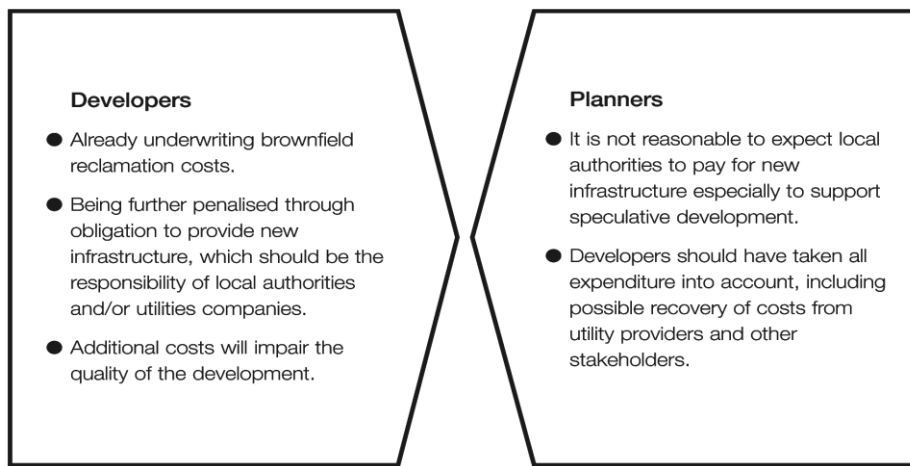 Developers
● Already underwriting brownfield
reclamation costs.
● Being further penalised through
obligation to provide new
infrastructure, which should be the
responsibility of local authorities
and/or utilities companies.
● Additional costs will impair the
quality of the development.
Planners
● It is not reasonable to expect local
authorities to pay for new
infrastructure especially to support
speculative development.
● Developers should have taken all
expenditure into account, including
possible recovery of costs from
utility providers and other
stakeholders.